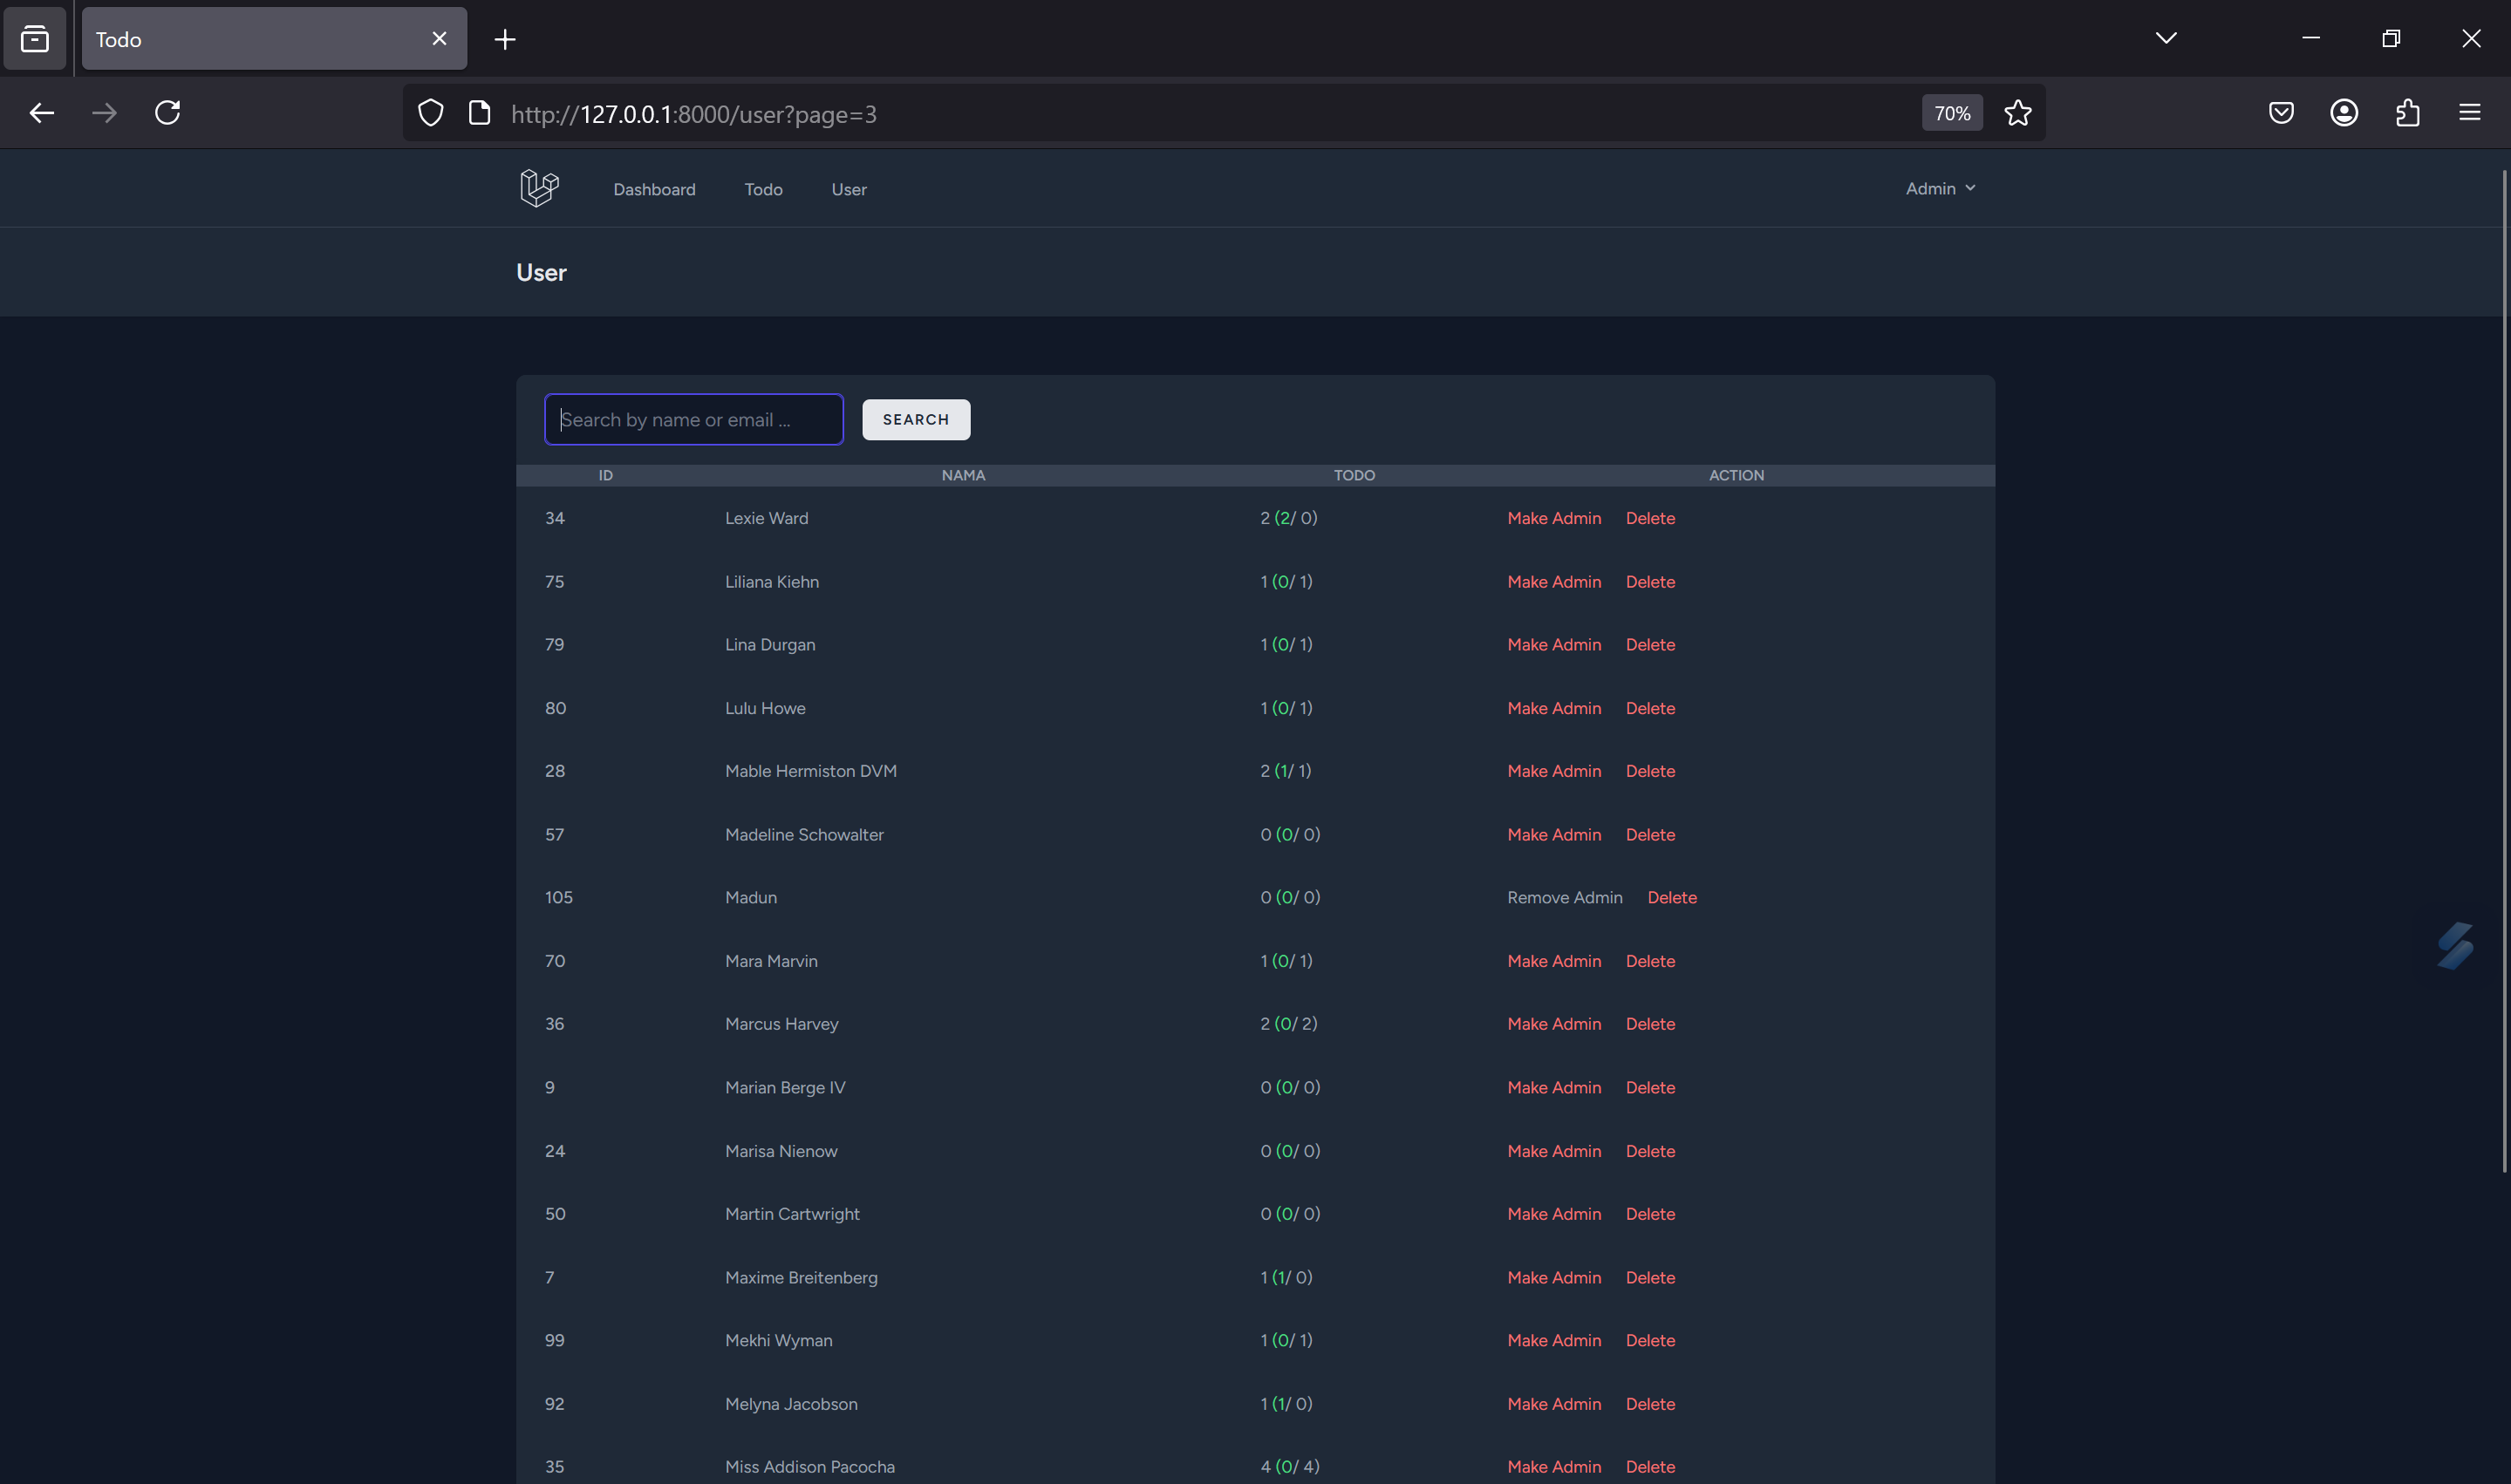 Todo
http://127.0.0.1:8000/user?page=3
70%
Dashboard Todo User Admin
User
Search by name or email ...
SEARCH
ID NAMA TODO ACTION
34 Lexie Ward 2 (2/ 0) Make Admin Delete
75 Liliana Kiehn 1 (0/ 1) Make Admin Delete
79 Lina Durgan 1 (0/ 1) Make Admin Delete
80 Lulu Howe 1 (0/ 1) Make Admin Delete
28 Mable Hermiston DVM 2 (1/ 1) Make Admin Delete
57 Madeline Schowalter 0 (0/ 0) Make Admin Delete
105 Madun 0 (0/ 0) Remove Admin Delete
70 Mara Marvin 1 (0/ 1) Make Admin Delete
36 Marcus Harvey 2 (0/ 2) Make Admin Delete
9 Marian Berge IV 0 (0/ 0) Make Admin Delete
24 Marisa Nienow 0 (0/ 0) Make Admin Delete
50 Martin Cartwright 0 (0/ 0) Make Admin Delete
7 Maxime Breitenberg 1 (1/ 0) Make Admin Delete
99 Mekhi Wyman 1 (0/ 1) Make Admin Delete
92 Melyna Jacobson 1 (1/ 0) Make Admin Delete
35 Miss Addison Pacocha 4 (0/ 4) Make Admin Delete